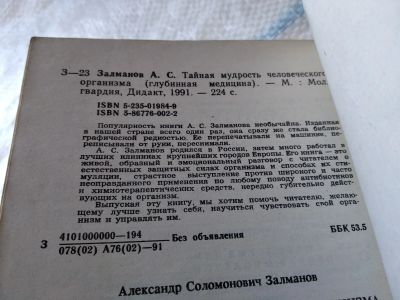 З—23 Залманов А. С. Тайная мудрость человеческого
организма (глубинная медицина). — М.: Мол.
гвардия, Дидакт, 1991. — 224 с.
ISBN 5-235-01984-9
ISBN 5-86776-002-2
Популярность книги А. С. Залманова необычайна. Изданная
в нашей стране всего один раз, она сразу же стала библио-
графической редкостью. Ее перепечатывали на машинке, пе-
реписывали от руки, переснимали.
А. С. Залманов родился в России, затем много работал в
лучших клиниках крупнейших городов Европы. Его книга — это
живой, образный и эмоциональный разговор с читателем о
естественных защитных силах организма и способах их сти-
муляции, страстное выступление против широкого и часто
неоправданного применения по любому поводу антибиотиков
и химиотерапевтических средств, нередко губительно дейст-
вующих на организм.
Выпуская эту книгу, мы хотим помочь читателю, желаю-
щему лучше узнать себя, научиться чувствовать свой орга-
низм и управлять им.
З 4101000000—194
078(02) А76(02)—91 Без объявления ББК 53.5
Александр Соломонович Залманов